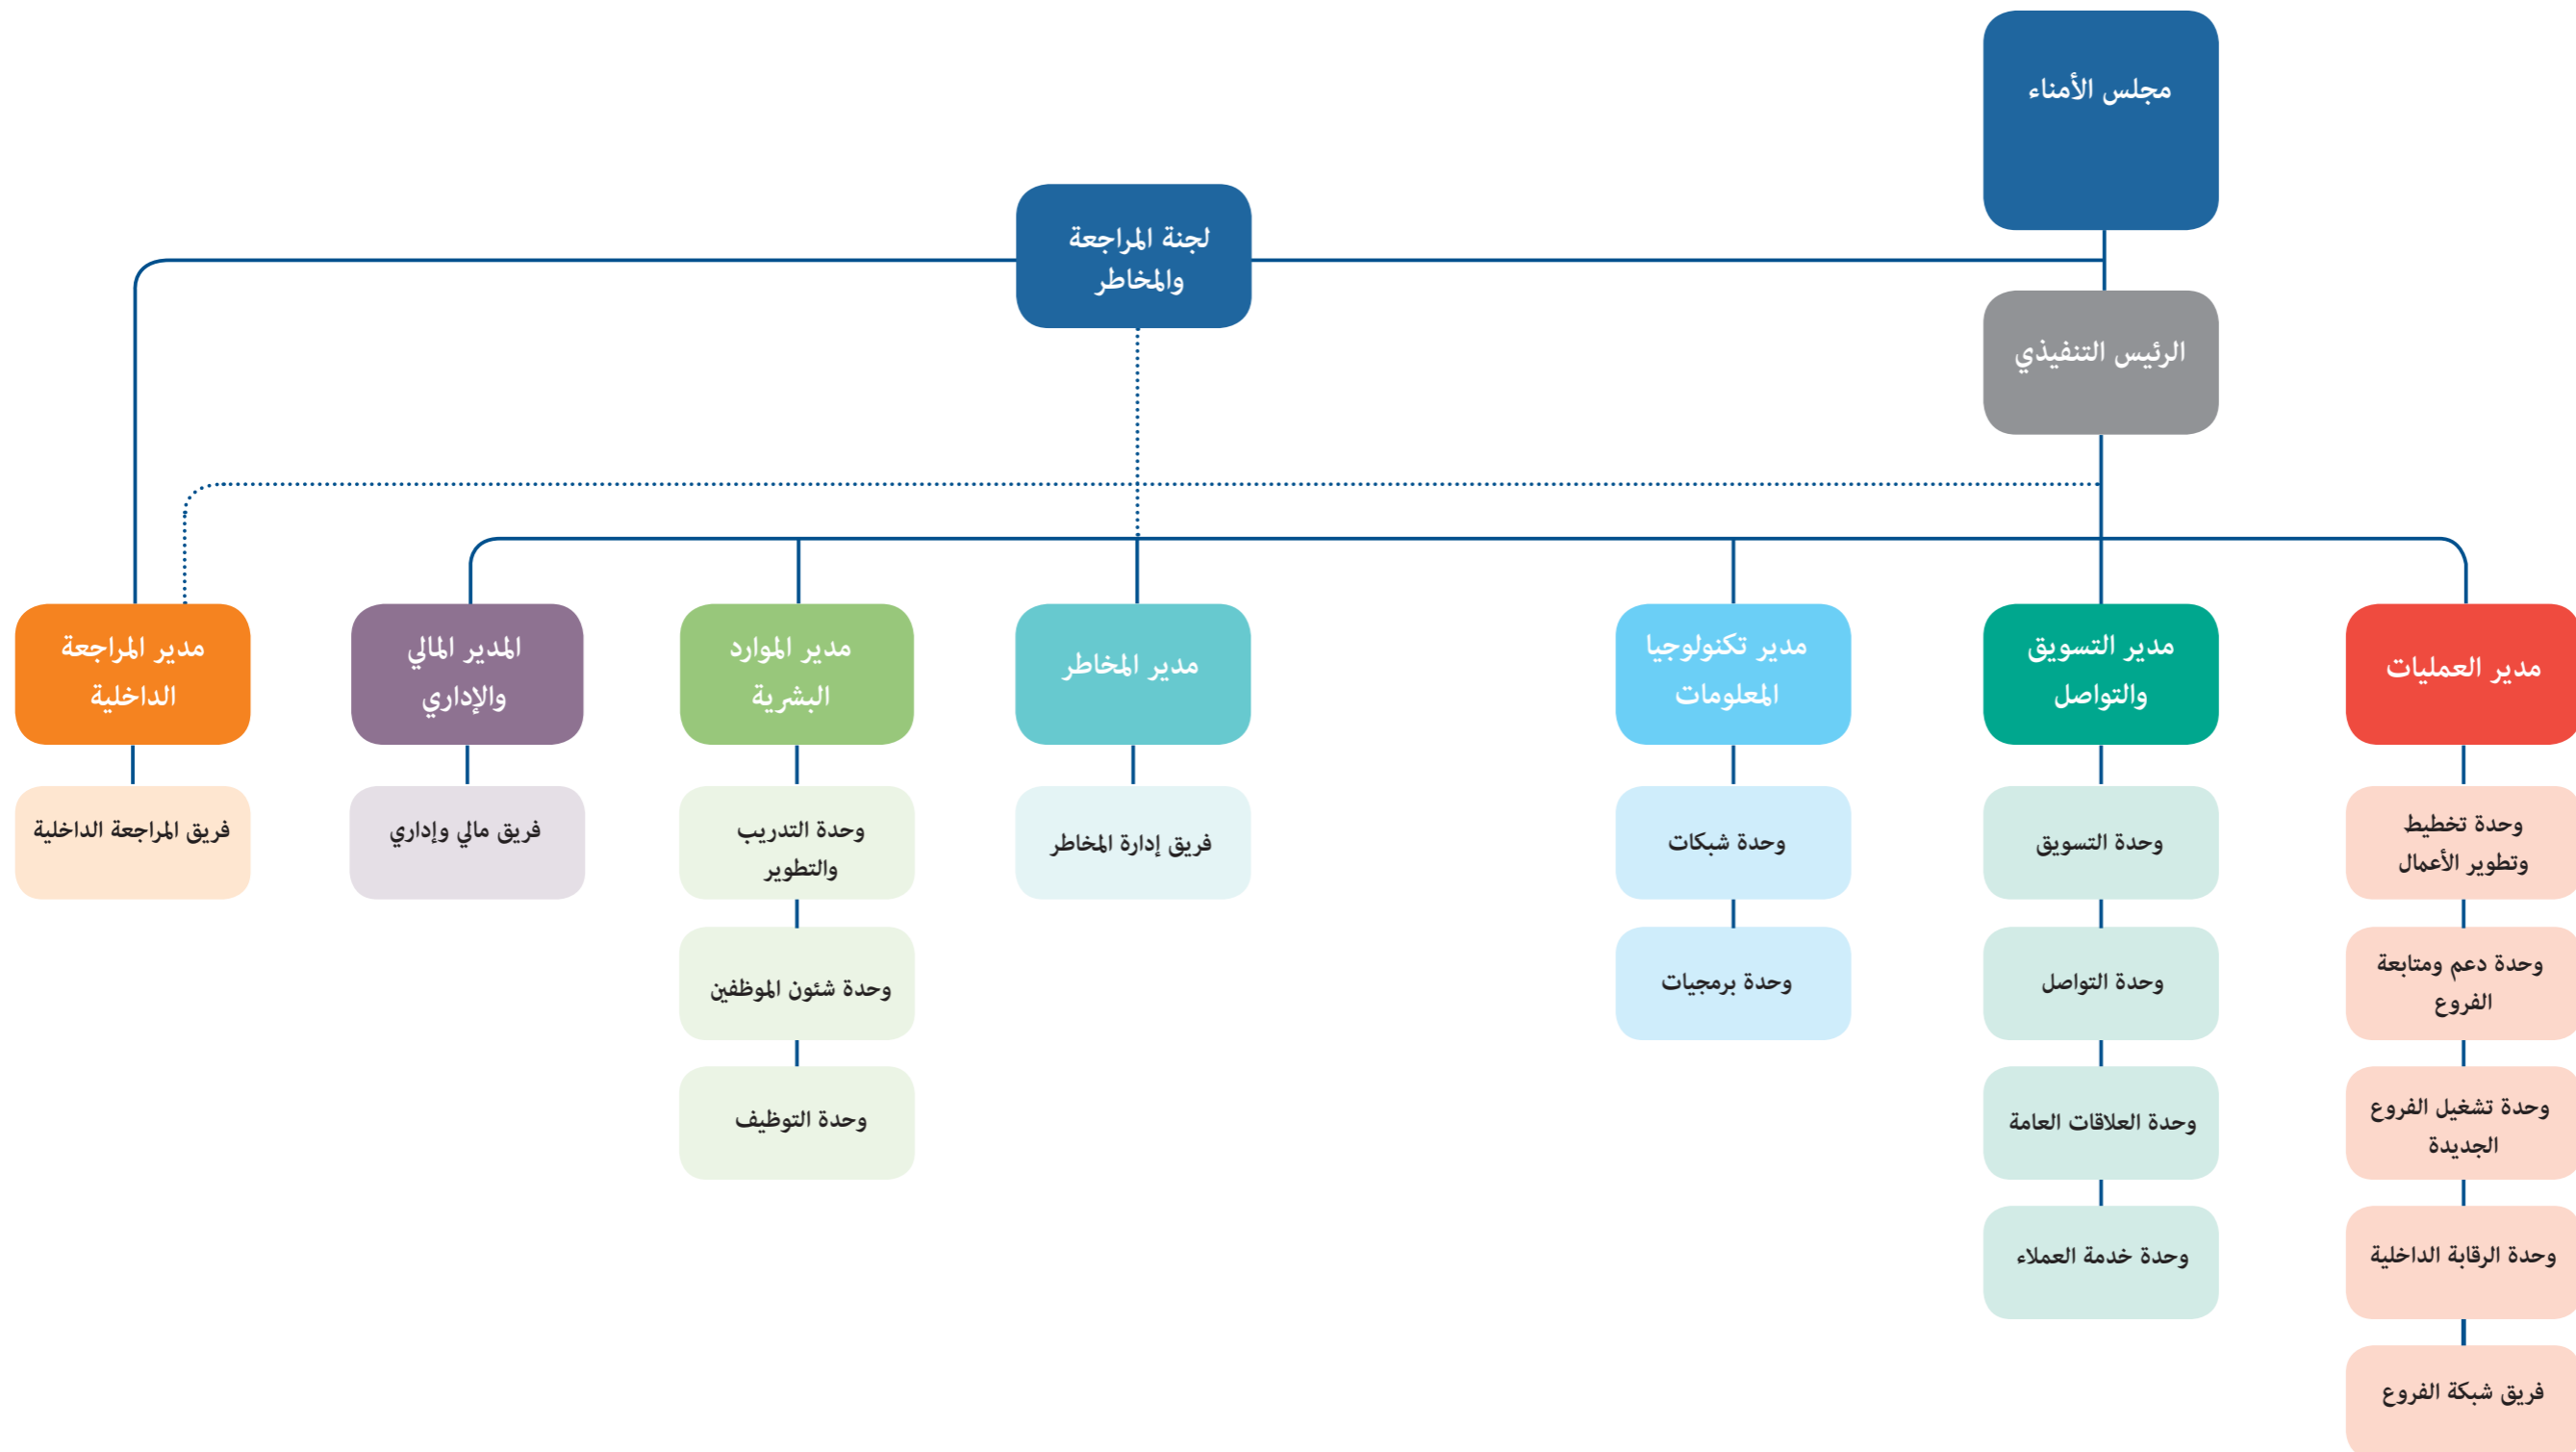 مجلس الأمناء
لجنة المراجعة
والمخاطر
الرئيس التنفيذي
مدير العمليات
وحدة تخطيط
وتطوير الأعمال
وحدة دعم ومتابعة
الفروع
وحدة تشغيل الفروع
الجديدة
وحدة الرقابة الداخلية
فريق شبكة الفروع
مدير التسويق
والتواصل
وحدة التسويق
وحدة التواصل
وحدة العلاقات العامة
وحدة خدمة العملاء
مدير تكنولوجيا
المعلومات
وحدة شبكات
وحدة برمجيات
مدير المخاطر
فريق إدارة المخاطر
مدير الموارد
البشرية
وحدة التدريب
والتطوير
وحدة شئون الموظفين
وحدة التوظيف
المدير المالي
والإداري
فريق مالي وإداري
مدير المراجعة
الداخلية
فريق المراجعة الداخلية